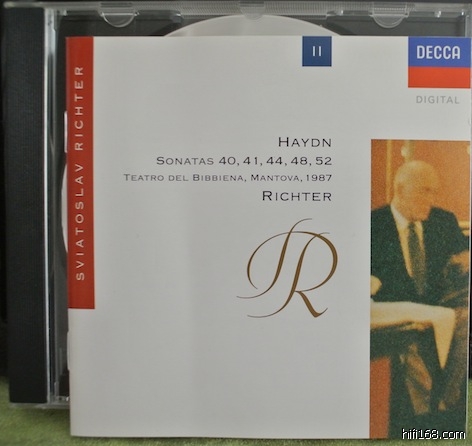 SVIATOSLAV RICHTER
II
DECCA
DIGITAL
HAYDN
SONATAS 40, 41, 44, 48, 52
TEATRO DEL BIBBIENA, MANTOVA, 1987
RICHTER
R
hifi168.com